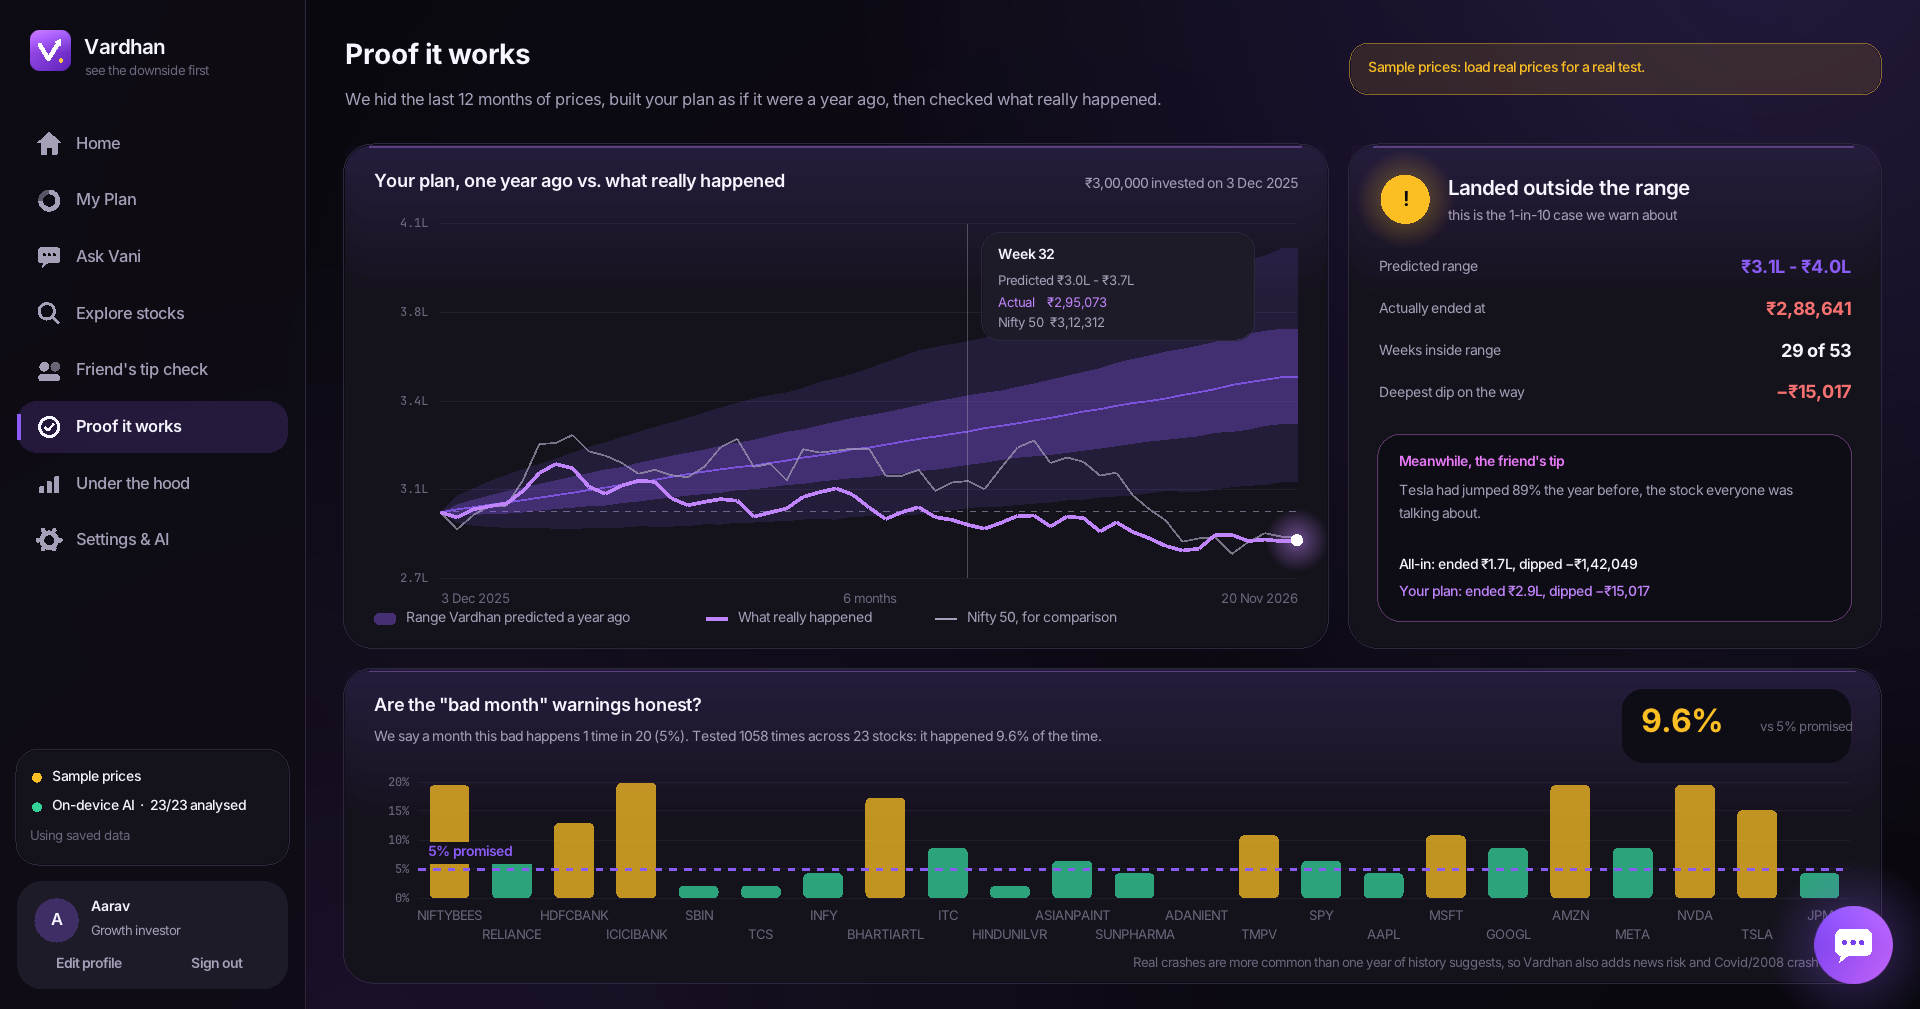 Vardhan
see the downside first
Home
My Plan
Ask Vani
Explore stocks
Friend's tip check
Proof it works
Under the hood
Settings & AI
Sample prices
On-device AI · 23/23 analysed
Using saved data
A
Aarav
Growth investor
Edit profile
Sign out
Proof it works
We hid the last 12 months of prices, built your plan as if it were a year ago, then checked what really happened.
Sample prices: load real prices for a real test.
Your plan, one year ago vs. what really happened
₹3,00,000 invested on 3 Dec 2025
4.1L
3.8L
3.4L
3.1L
2.7L
Week 32
Predicted ₹3.0L - ₹3.7L
Actual ₹2,95,073
Nifty 50 ₹3,12,312
3 Dec 2025
6 months
20 Nov 2026
Range Vardhan predicted a year ago
What really happened
Nifty 50, for comparison
!
Landed outside the range
this is the 1-in-10 case we warn about
Predicted range ₹3.1L - ₹4.0L
Actually ended at ₹2,88,641
Weeks inside range 29 of 53
Deepest dip on the way −₹15,017
Meanwhile, the friend's tip
Tesla had jumped 89% the year before, the stock everyone was
talking about.
All-in: ended ₹1.7L, dipped −₹1,42,049
Your plan: ended ₹2.9L, dipped −₹15,017
Are the "bad month" warnings honest?
We say a month this bad happens 1 time in 20 (5%). Tested 1058 times across 23 stocks: it happened 9.6% of the time.
9.6%
vs 5% promised
20%
15%
10%
5%
0%
5% promised
NIFTYBEES
RELIANCE
HDFCBANK
ICICIBANK
SBIN
TCS
INFY
BHARTIARTL
ITC
HINDUNILVR
ASIANPAINT
SUNPHARMA
ADANIENT
TMPV
SPY
AAPL
MSFT
GOOGL
AMZN
META
NVDA
TSLA
JPM
Real crashes are more common than one year of history suggests, so Vardhan also adds news risk and Covid/2008 crash